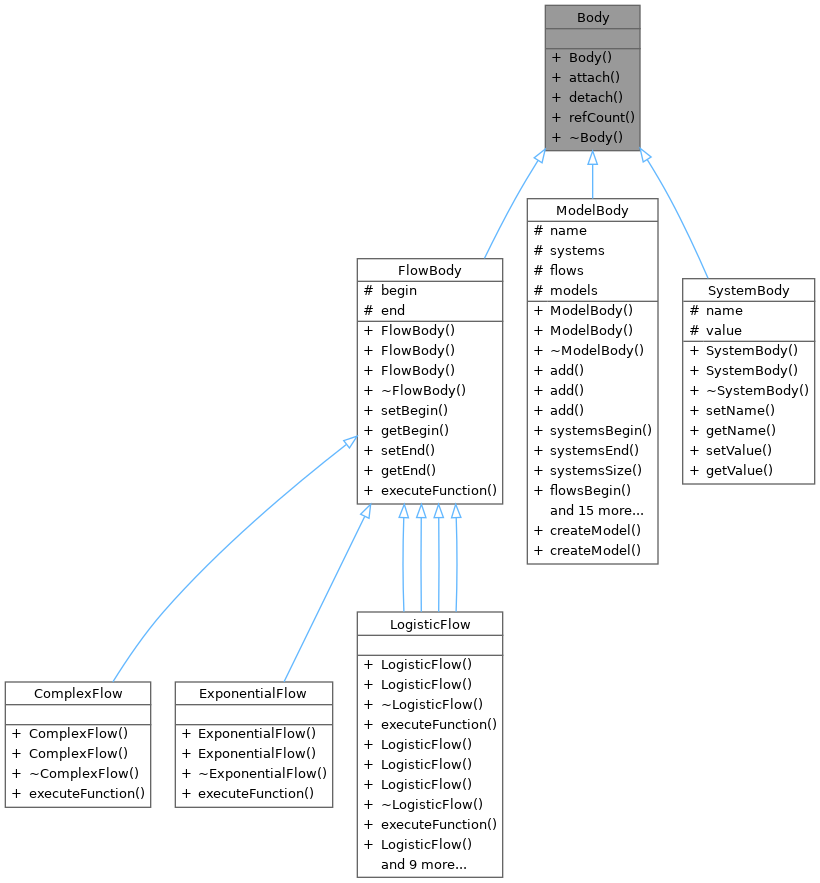 Body
+ Body()
+ attach()
+ detach()
+ refCount()
+ ~Body()
ModelBody
# name
# systems
# flows
# models
+ ModelBody()
+ ModelBody()
+ ~ModelBody()
+ add()
+ add()
+ add()
+ systemsBegin()
+ systemsEnd()
+ systemsSize()
+ flowsBegin()
and 15 more...
+ createModel()
+ createModel()
FlowBody
# begin
# end
+ FlowBody()
+ FlowBody()
+ FlowBody()
+ ~FlowBody()
+ setBegin()
+ getBegin()
+ setEnd()
+ getEnd()
+ executeFunction()
SystemBody
# name
# value
+ SystemBody()
+ SystemBody()
+ ~SystemBody()
+ setName()
+ getName()
+ setValue()
+ getValue()
ComplexFlow
+ ComplexFlow()
+ ComplexFlow()
+ ~ComplexFlow()
+ executeFunction()
ExponentialFlow
+ ExponentialFlow()
+ ExponentialFlow()
+ ~ExponentialFlow()
+ executeFunction()
LogisticFlow
+ LogisticFlow()
+ LogisticFlow()
+ ~LogisticFlow()
+ executeFunction()
+ LogisticFlow()
+ LogisticFlow()
+ LogisticFlow()
+ ~LogisticFlow()
+ executeFunction()
+ LogisticFlow()
and 9 more...